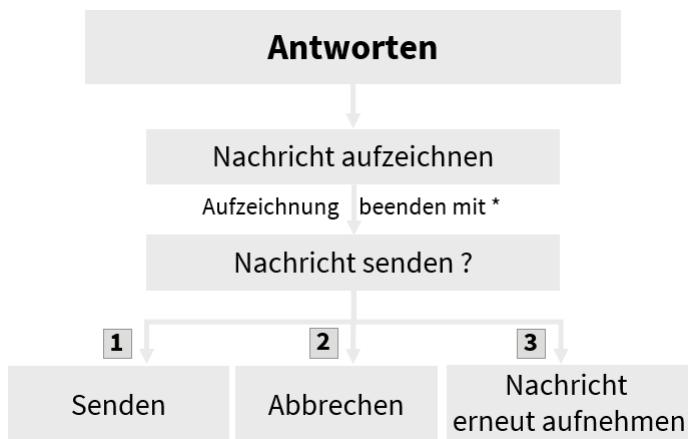 Antworten
Nachricht aufzeichnen
Aufzeichnung beenden mit *
Nachricht senden ?
1 2 3
Senden
Abbrechen
Nachricht
erneut aufnehmen